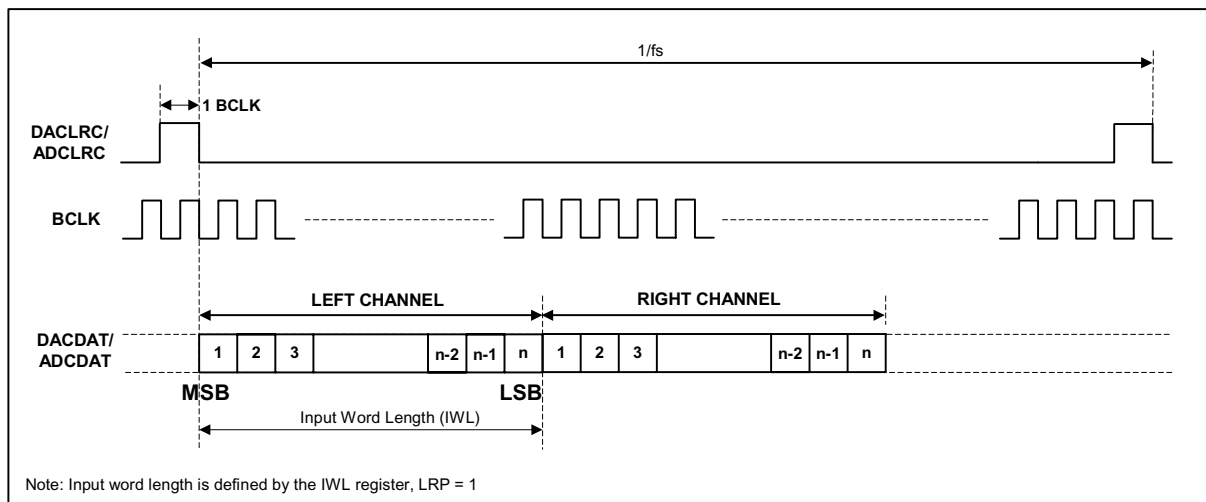 1/fs
1 BCLK
DACLRC/
ADCLRC
BCLK
LEFT CHANNEL RIGHT CHANNEL
DACDAT/
ADCDAT
1 2 3 n-2 n-1 n 1 2 3 n-2 n-1 n
MSB LSB
Input Word Length (IWL)
Note: Input word length is defined by the IWL register, LRP = 1